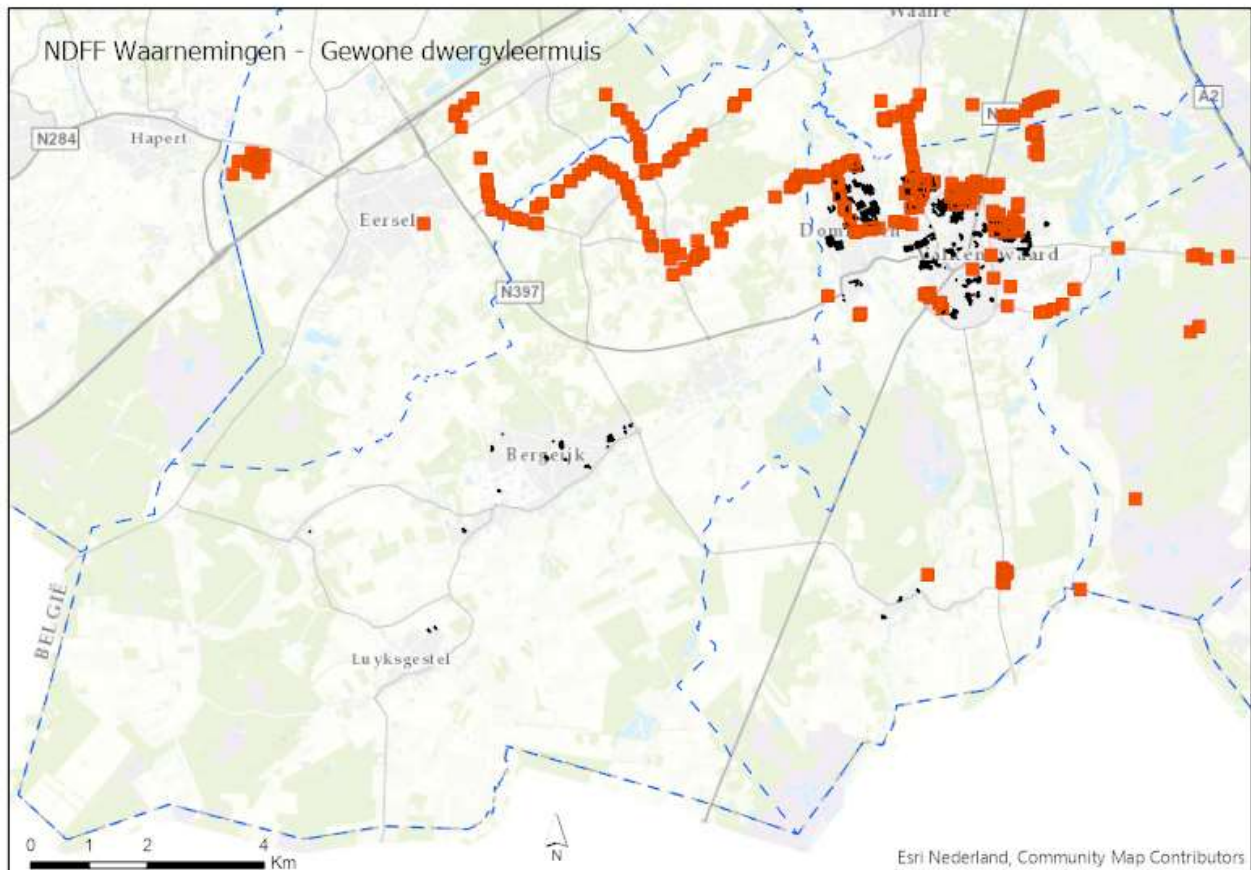 NDFF Waarnemingen - Gewone dwergvleermuis
Waalre
N284
Hapert
A2
Eersel
N397
Bergeijk
BELGIË
Luyksgestel
0 1 2 4
Km
N
Esri Nederland, Community Map Contributors